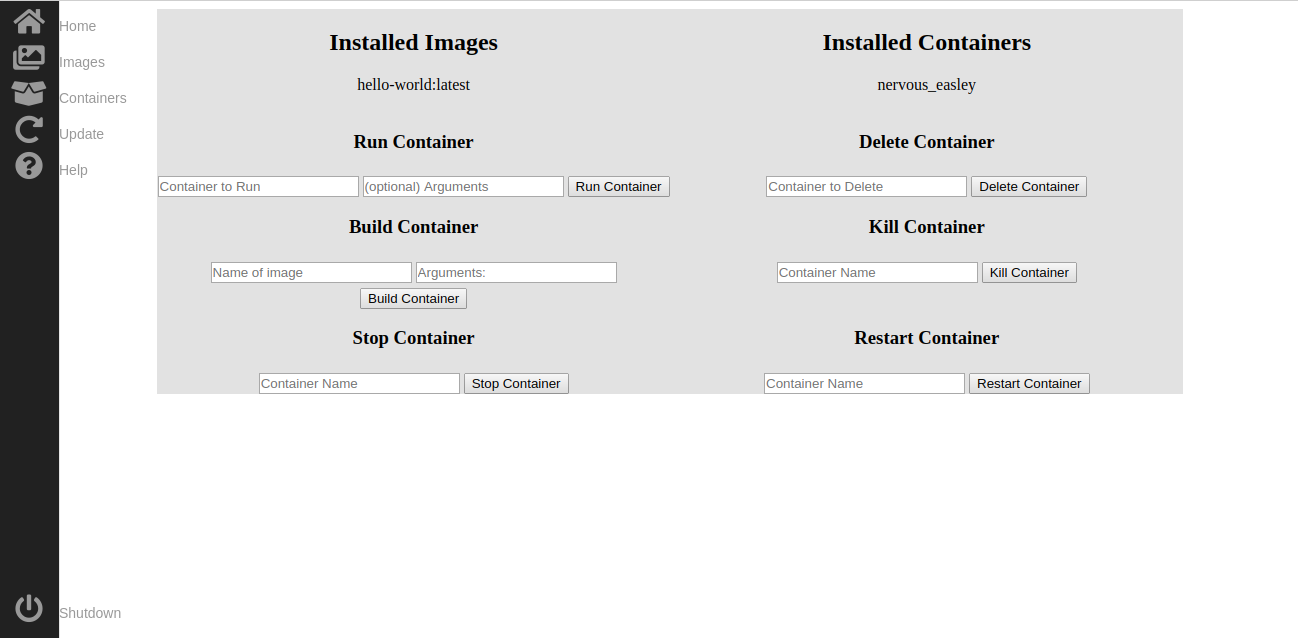 Home
Images
Containers
Update
Help
Shutdown
Installed Images
hello-world:latest
Run Container
Container to Run (optional) Arguments Run Container
Build Container
Name of image Arguments:
Build Container
Stop Container
Container Name Stop Container
Installed Containers
nervous_easley
Delete Container
Container to Delete Delete Container
Kill Container
Container Name Kill Container
Restart Container
Container Name Restart Container